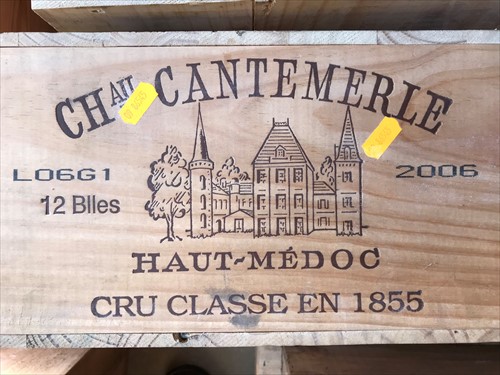 CHAU CANTEMERLE
L06G1
2006
12 Blles
HAUT-MÉDOC
CRU CLASSE EN 1855